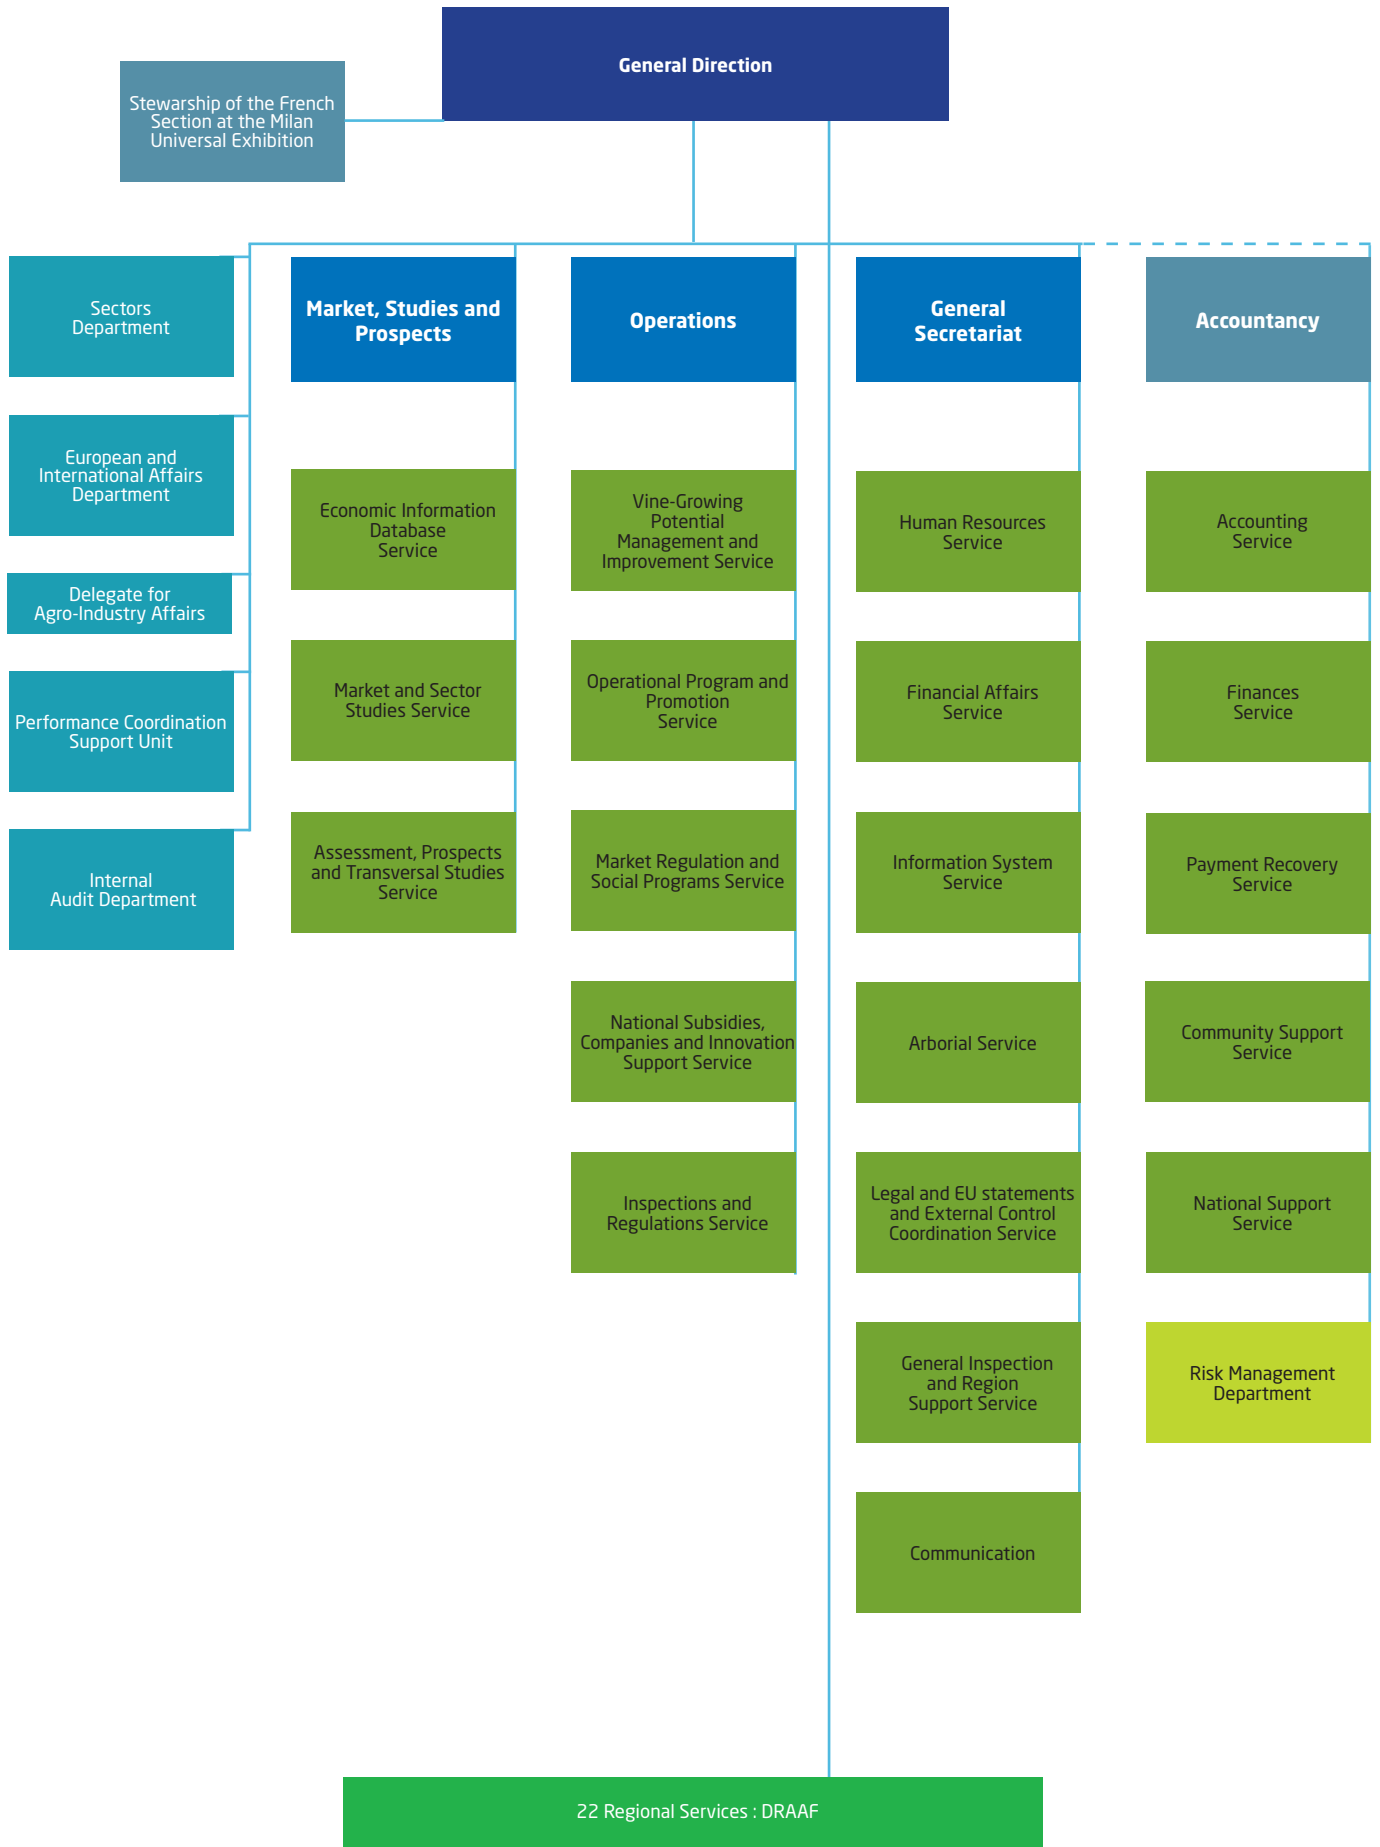 General Direction
Stewarship of the French
Section at the Milan
Universal Exhibition
Sectors
Department
European and
International Affairs
Department
Delegate for
Agro-Industry Affairs
Performance Coordination
Support Unit
Internal
Audit Department
Market, Studies and
Prospects
Economic Information
Database
Service
Market and Sector
Studies Service
Assessment, Prospects
and Transversal Studies
Service
Operations
Vine-Growing
Potential
Management and
Improvement Service
Operational Program and
Promotion
Service
Market Regulation and
Social Programs Service
National Subsidies,
Companies and Innovation
Support Service
Inspections and
Regulations Service
General
Secretariat
Human Resources
Service
Financial Affairs
Service
Information System
Service
Arborial Service
Legal and EU statements
and External Control
Coordination Service
General Inspection
and Region
Support Service
Communication
Accountancy
Accounting
Service
Finances
Service
Payment Recovery
Service
Community Support
Service
National Support
Service
Risk Management
Department
22 Regional Services : DRAAF